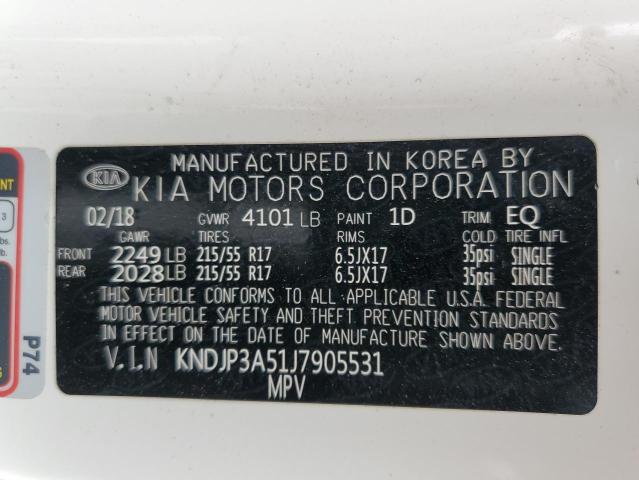 MANUFACTURED IN KOREA BY
KIA KIA MOTORS CORPORATION
02/18 GVWR 4101 LB PAINT 1D TRIM EQ
GAWR TIRES RIMS COLD TIRE INFL
FRONT 2249 LB 215/55 R17 6.5JX17 35psi SINGLE
REAR 2028 LB 215/55 R17 6.5JX17 35psi SINGLE
THIS VEHICLE CONFORMS TO ALL APPLICABLE U.S.A. FEDERAL
MOTOR VEHICLE SAFETY AND THEFT PREVENTION STANDARDS
IN EFFECT ON THE DATE OF MANUFACTURE SHOWN ABOVE.
V.I.N KNDJP3A51J7905531
MPV
P74
3